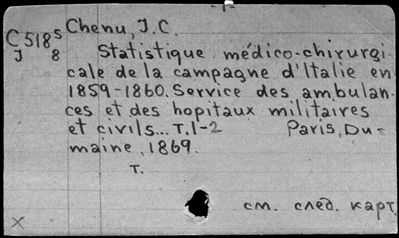 C518s Chenu, J.C.
J 8 Statistique médico-chirurgi-
cale de la campagne d'Italie en
1859-1860. Service des ambulan-
ces et des hopitaux militaires
et civils... T.1-2 Paris, Du-
maine, 1869.
T.
см. след. карт.